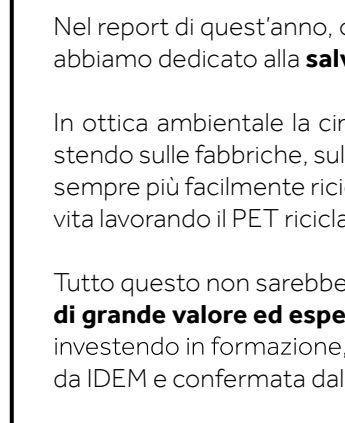 Nel report di quest'anno,
abbiamo dedicato alla
In ottica ambientale la
stendo sulle fabbriche,
sempre più facilmente
vita lavorando il PET
Tutto questo non sarebbe
di grande valore ed
investendo in formazione,
da IDEM e confermata